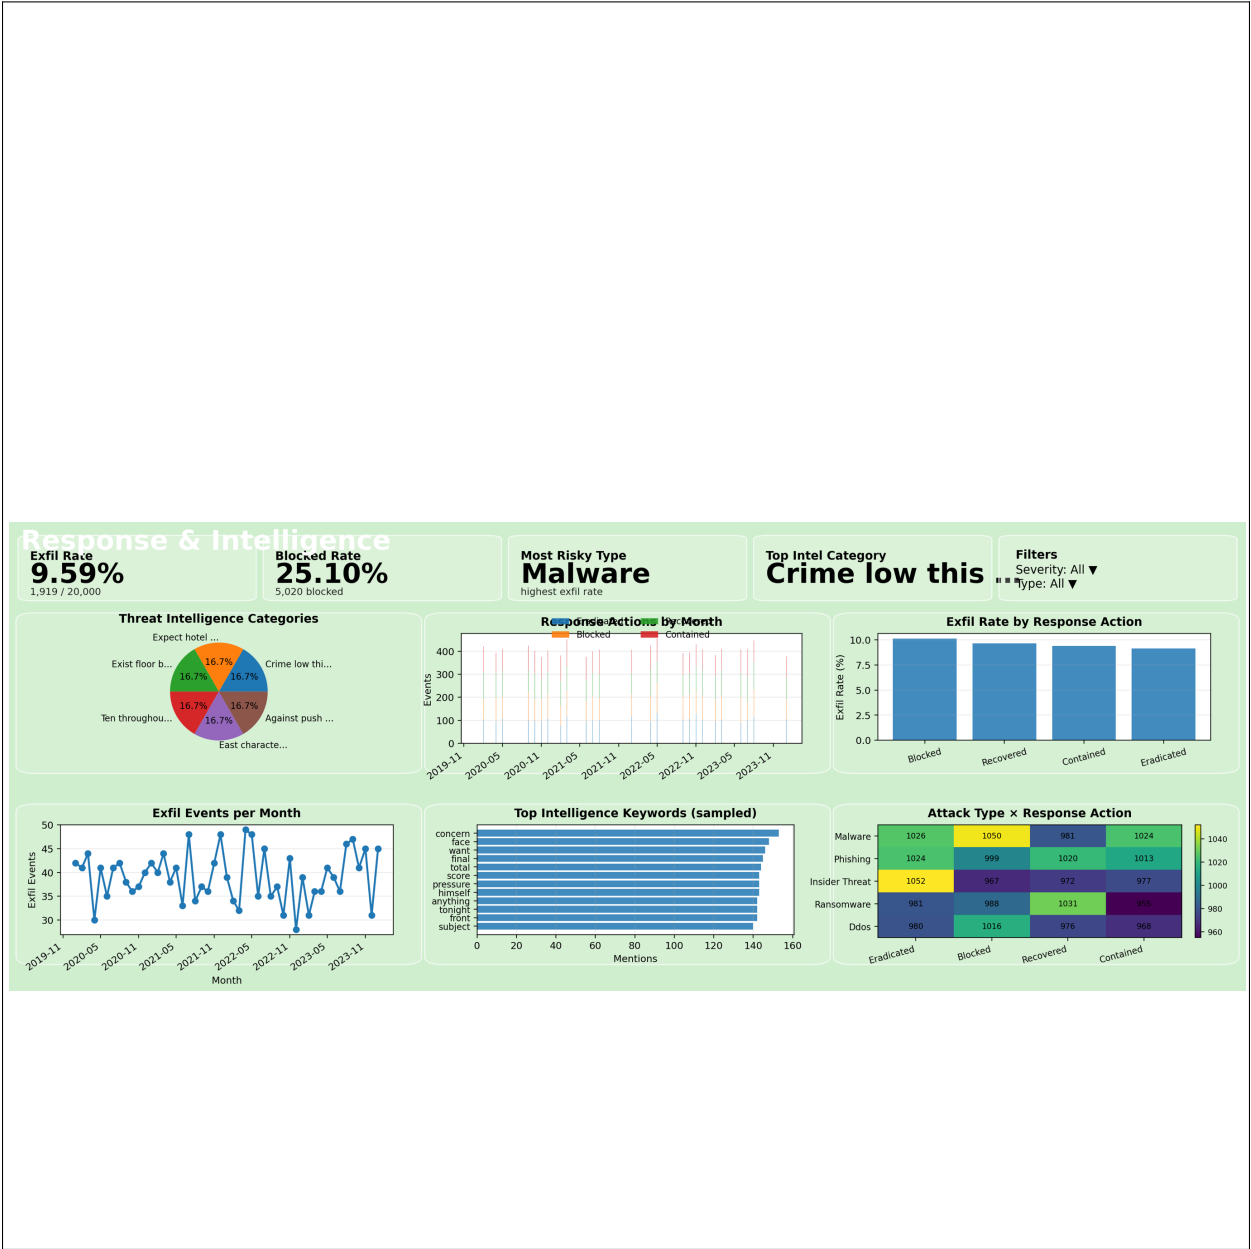 Response & Intelligence
Exfil Rate
9.59%
1,919 / 20,000
Blocked Rate
25.10%
5,020 blocked
Most Risky Type
Malware
highest exfil rate
Top Intel Category
Crime low this ...
Filters
Severity: All ▼
Type: All ▼
Threat Intelligence Categories
Expect hotel ...
Exist floor b...
Crime low thi...
Ten throughou...
Against push ...
East characte...
16.7%
16.7%
16.7%
16.7%
16.7%
16.7%
Response Actions by Month
Eradicated
Recovered
Blocked
Contained
Events
400
300
200
100
0
2019-11
2020-05
2020-11
2021-05
2021-11
2022-05
2022-11
2023-05
2023-11
Exfil Rate by Response Action
Exfil Rate (%)
10.0
7.5
5.0
2.5
0.0
Blocked
Recovered
Contained
Eradicated
Exfil Events per Month
Exfil Events
50
45
40
35
30
2019-11
2020-05
2020-11
2021-05
2021-11
2022-05
2022-11
2023-05
2023-11
Month
Top Intelligence Keywords (sampled)
concern
face
want
final
total
score
pressure
himself
anything
tonight
front
subject
0 20 40 60 80 100 120 140 160
Mentions
Attack Type × Response Action
Malware 1026 1050 981 1024
Phishing 1024 999 1020 1013
Insider Threat 1052 967 972 977
Ransomware 981 988 1031 955
Ddos 980 1016 976 968
Eradicated
Blocked
Recovered
Contained
1040
1020
1000
980
960